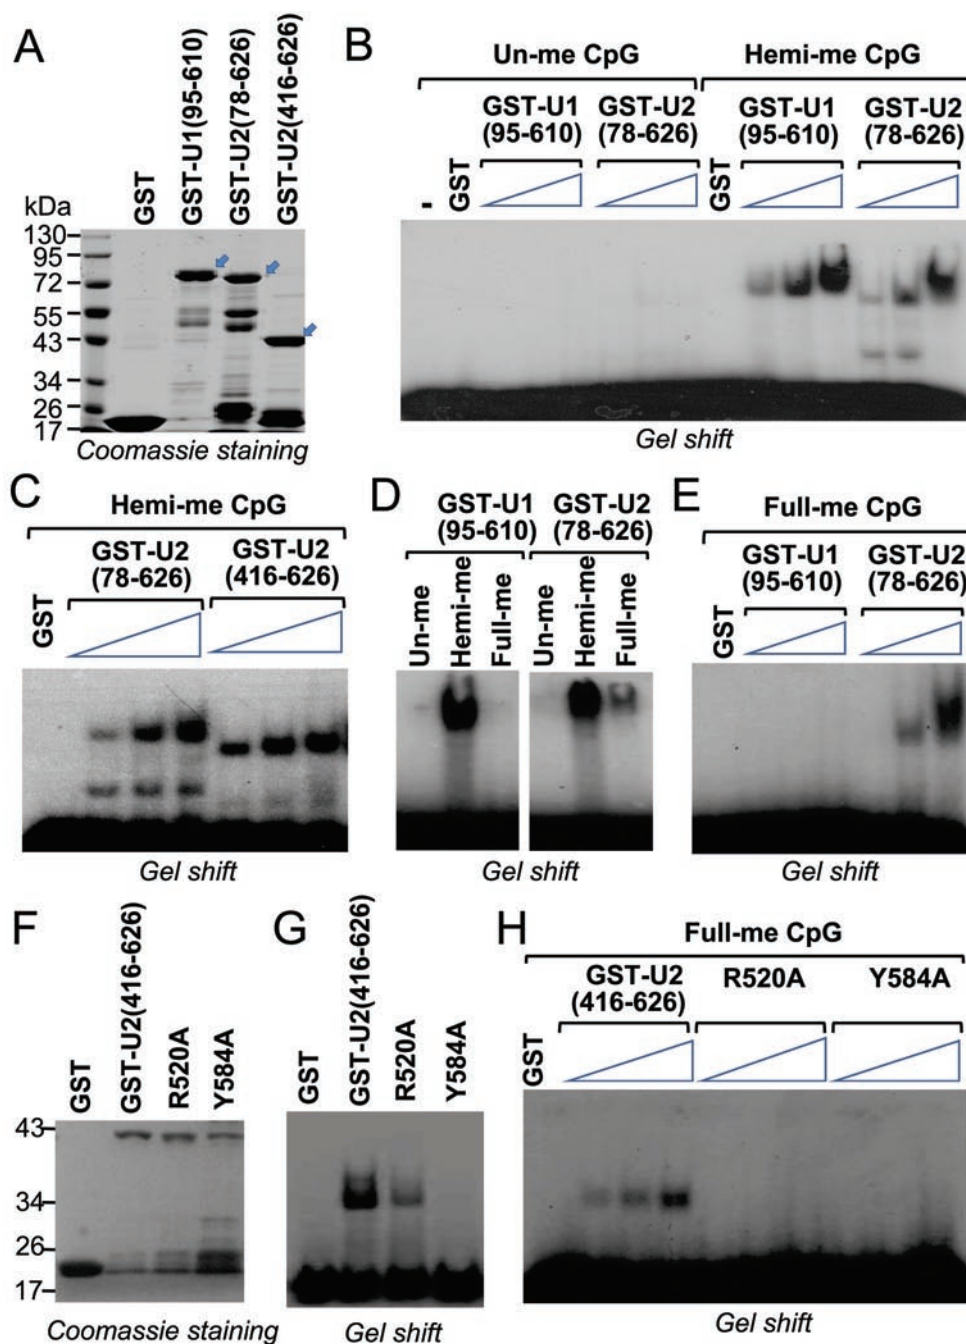 A
kDa
GST
GST-U1(95-610)
GST-U2(78-626)
GST-U2(416-626)
130
95
72
55
43
34
26
17
Coomassie staining
B
Un-me CpG
Hemi-me CpG
GST-U1 GST-U2 GST-U1 GST-U2
(95-610) (78-626) (95-610) (78-626)
- GST GST
Gel shift
C
Hemi-me CpG
GST-U2 GST-U2
(78-626) (416-626)
GST
Gel shift
D
GST-U1 GST-U2
(95-610) (78-626)
Un-me Hemi-me Full-me Un-me Hemi-me Full-me
Gel shift
E
Full-me CpG
GST-U1 GST-U2
(95-610) (78-626)
GST
Gel shift
F
GST
GST-U2(416-626)
R520A
Y584A
43
34
26
17
Coomassie staining
G
GST
GST-U2(416-626)
R520A
Y584A
Gel shift
H
Full-me CpG
GST-U2 R520A Y584A
(416-626)
GST
Gel shift